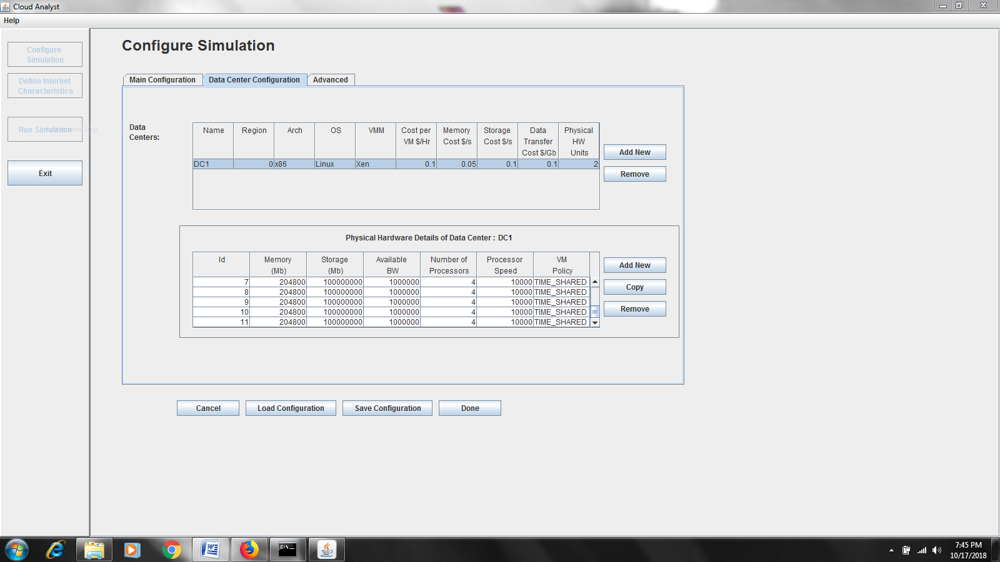 Cloud Analyst
Help
Configure
Simulation
Define Internet
Characteristics
Run Simulation
Exit
Configure Simulation
Main Configuration
Data Center Configuration
Advanced
Data
Centers:
Name Region Arch OS VMM Cost per VM $/Hr Memory Cost $/s Storage Cost $/s Data Transfer Cost $/Gb Physical HW Units
DC1 0 x86 Linux Xen 0.1 0.05 0.1 0.1 2
Add New
Remove
Physical Hardware Details of Data Center : DC1
Id Memory (Mb) Storage (Mb) Available BW Number of Processors Processor Speed VM Policy
7 204800 100000000 1000000 4 10000 TIME_SHARED
8 204800 100000000 1000000 4 10000 TIME_SHARED
9 204800 100000000 1000000 4 10000 TIME_SHARED
10 204800 100000000 1000000 4 10000 TIME_SHARED
11 204800 100000000 1000000 4 10000 TIME_SHARED
Add New
Copy
Remove
Cancel
Load Configuration
Save Configuration
Done
C:\
7:45 PM
10/17/2018